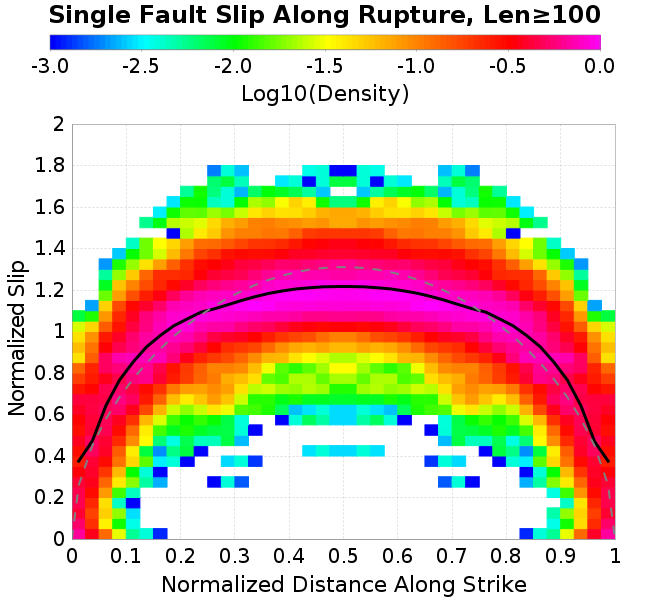 Single Fault Slip Along Rupture, Len≥100
-3.0 -2.5 -2.0 -1.5 -1.0 -0.5 0.0
Log10(Density)
2
1.8
1.6
1.4
1.2
1
0.8
0.6
0.4
0.2
0
Normalized Slip
0 0.1 0.2 0.3 0.4 0.5 0.6 0.7 0.8 0.9 1
Normalized Distance Along Strike